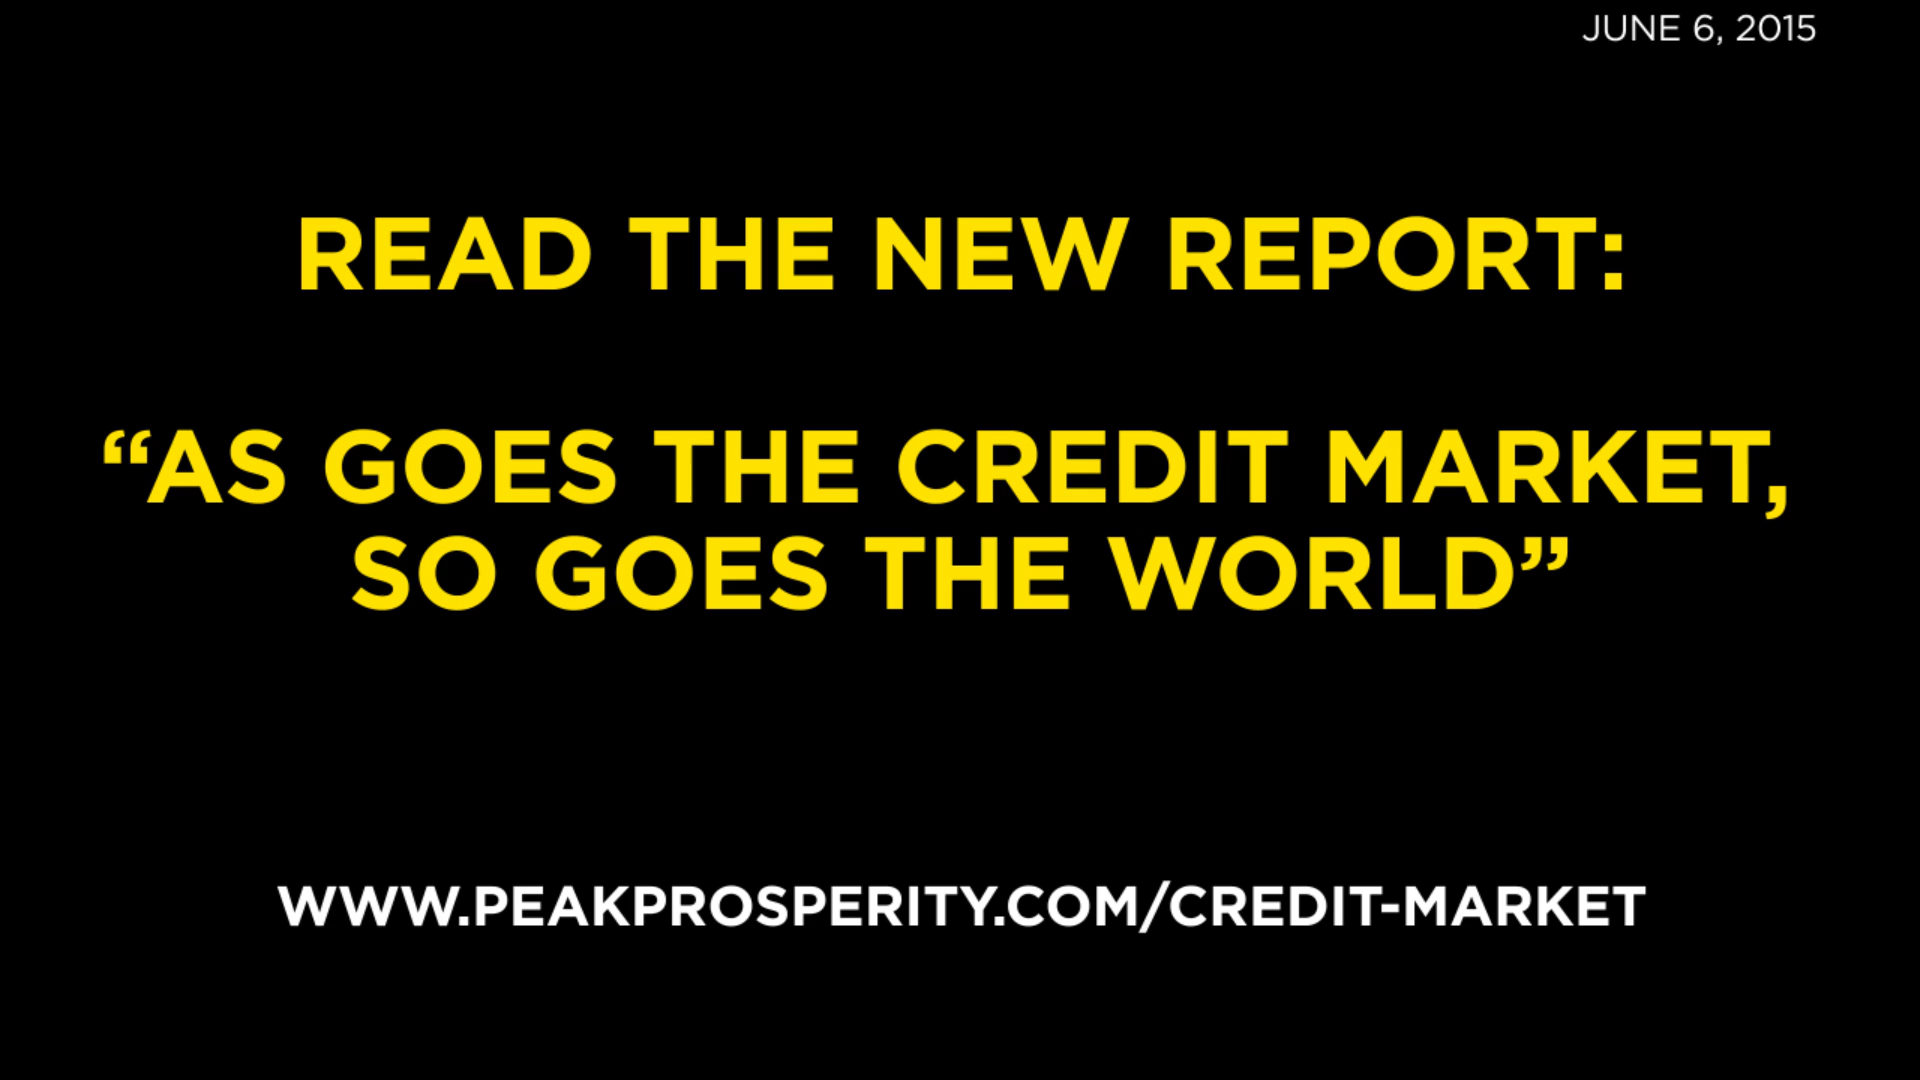 JUNE 6, 2015
READ THE NEW REPORT:
“AS GOES THE CREDIT MARKET,
SO GOES THE WORLD”
WWW.PEAKPROSPERITY.COM/CREDIT-MARKET